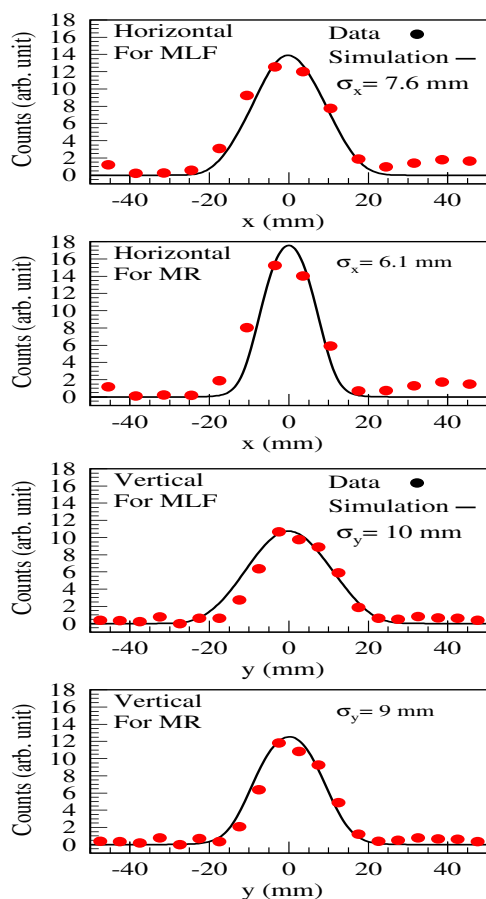 18
16
14
12
10
8
6
4
2
0
Counts (arb. unit)
Horizontal
For MLF
Data
Simulation
σx= 7.6 mm
-40 -20 0 20 40
x (mm)
18
16
14
12
10
8
6
4
2
0
Counts (arb. unit)
Horizontal
For MR
σx= 6.1 mm
-40 -20 0 20 40
x (mm)
18
16
14
12
10
8
6
4
2
0
Counts (arb. unit)
Vertical
For MLF
Data
Simulation
σy= 10 mm
-40 -20 0 20 40
y (mm)
18
16
14
12
10
8
6
4
2
0
Counts (arb. unit)
Vertical
For MR
σy= 9 mm
-40 -20 0 20 40
y (mm)